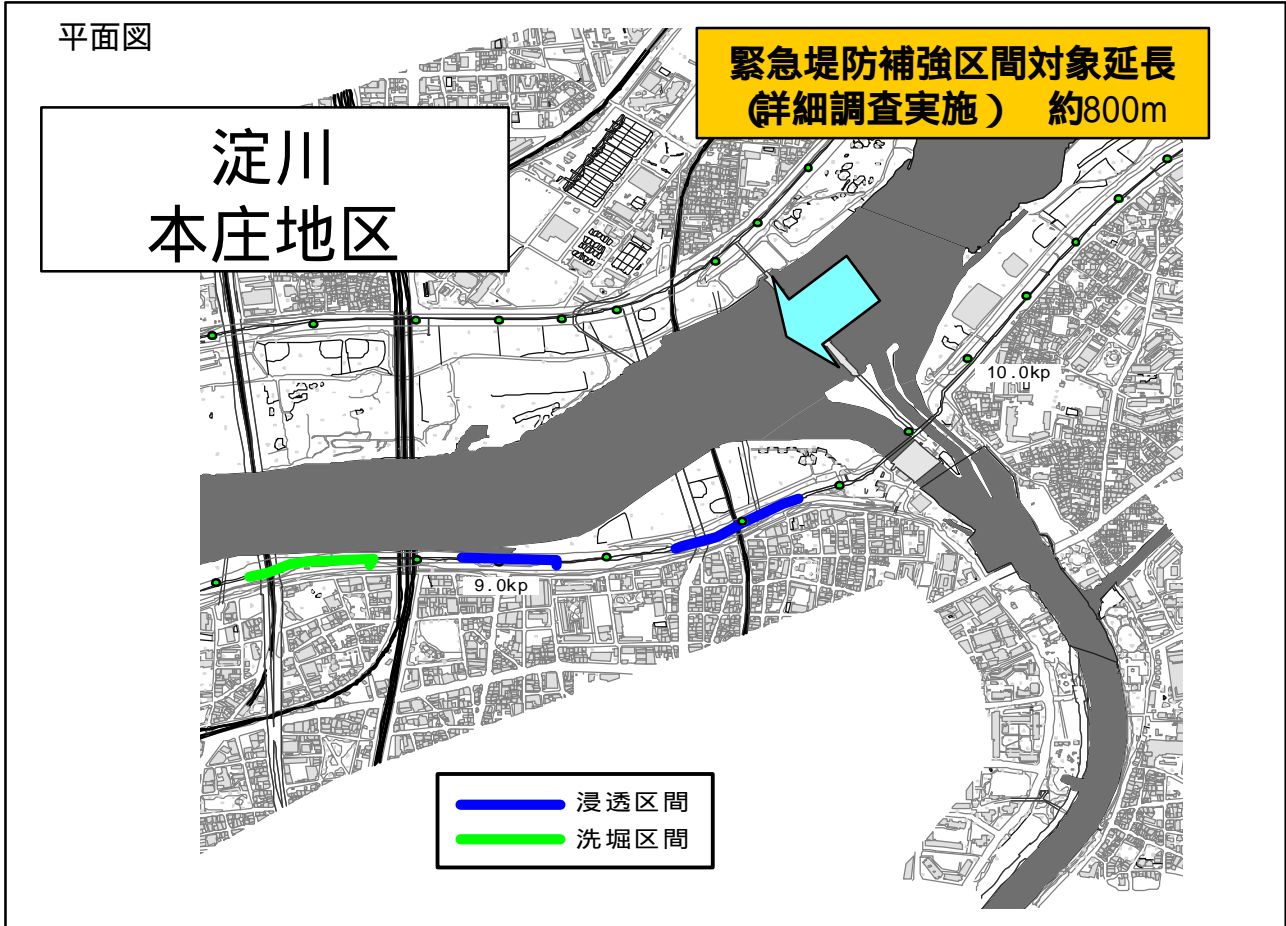 平面図
緊急堤防補強区間対象延長
(詳細調査実施) 約800m
淀川
本庄地区
10.0kp
9.0kp
浸透区間
洗堀区間